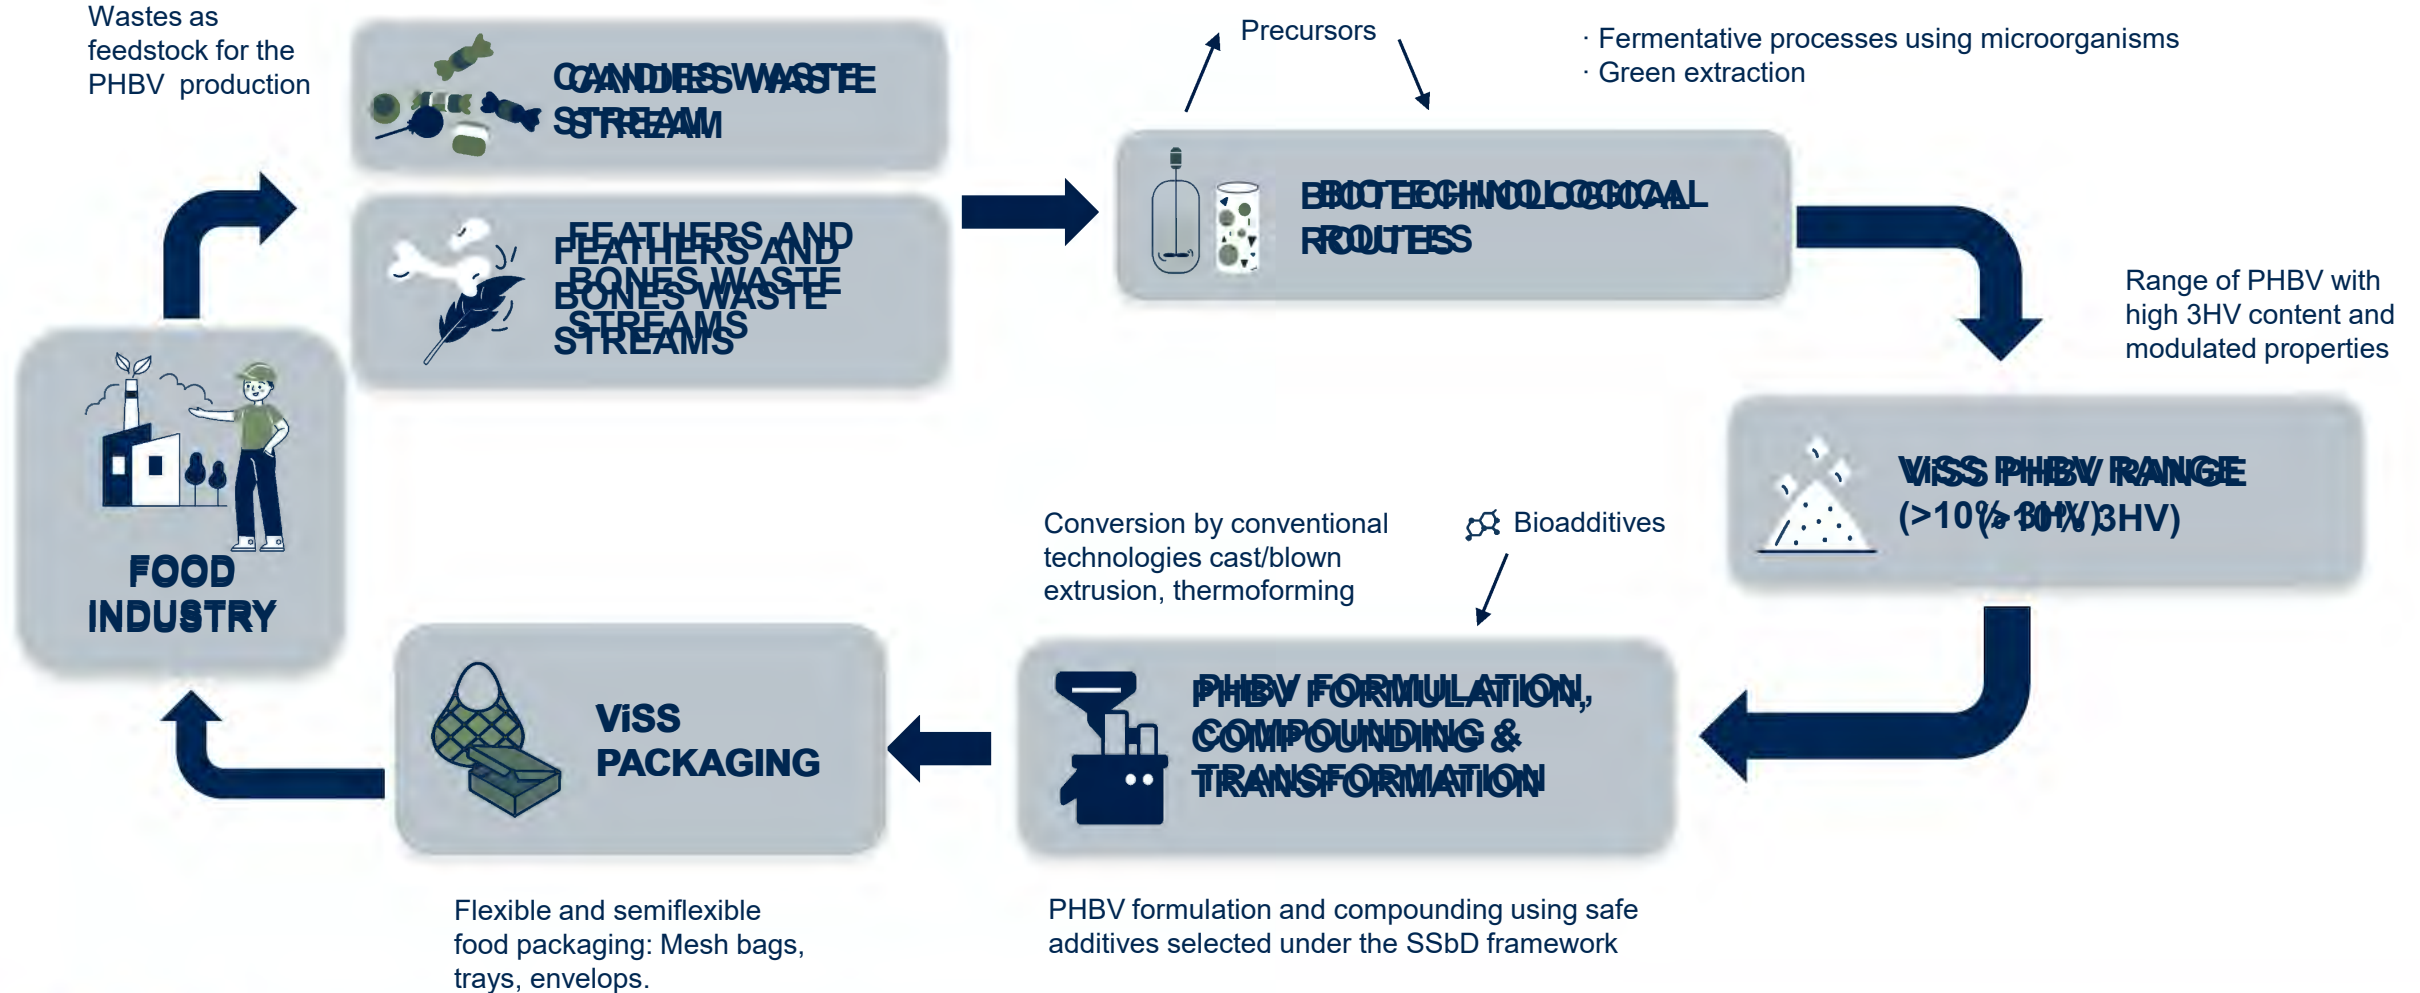 Wastes as
feedstock for the
PHBV production
CANDIES WASTE
STREAM
FEATHERS AND
BONES WASTE
STREAMS
Precursors
· Fermentative processes using microorganisms
· Green extraction
BIOTECHNOLOGICAL
ROUTES
Range of PHBV with
high 3HV content and
modulated properties
ViSS PHBV RANGE
(>10% 3HV)
Conversion by conventional
technologies cast/blown
extrusion, thermoforming
Bioadditives
PHBV FORMULATION,
COMPOUNDING &
TRANSFORMATION
PHBV formulation and compounding using safe
additives selected under the SSbD framework
ViSS
PACKAGING
Flexible and semiflexible
food packaging: Mesh bags,
trays, envelops.
FOOD
INDUSTRY